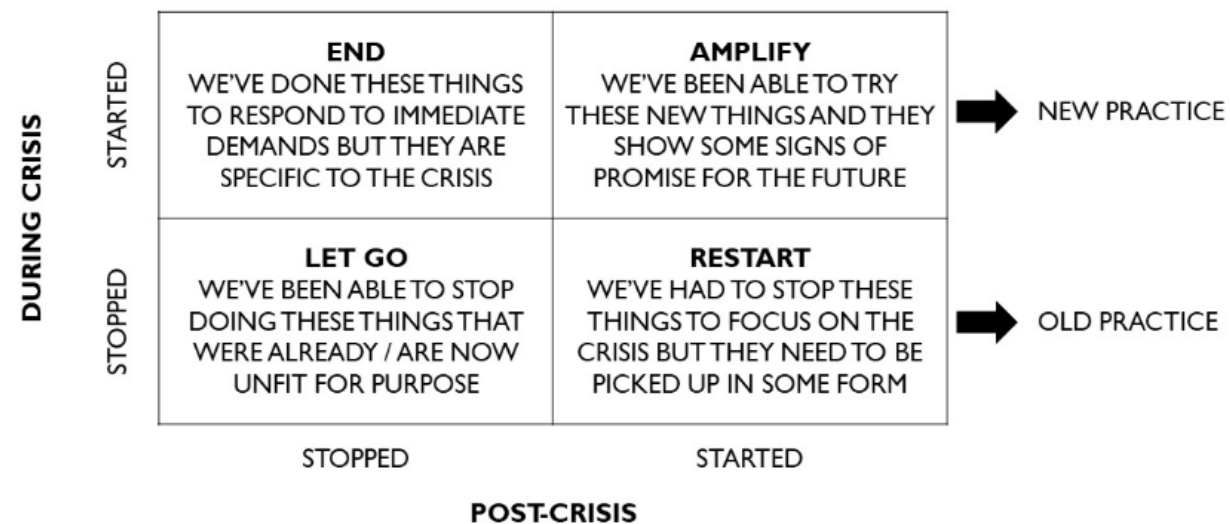 DURING CRISIS
STARTED
END
WE'VE DONE THESE THINGS
TO RESPOND TO IMMEDIATE
DEMANDS BUT THEY ARE
SPECIFIC TO THE CRISIS
AMPLIFY
WE'VE BEEN ABLE TO TRY
THESE NEW THINGS AND THEY
SHOW SOME SIGNS OF
PROMISE FOR THE FUTURE
NEW PRACTICE
STOPPED
LET GO
WE'VE BEEN ABLE TO STOP
DOING THESE THINGS THAT
WERE ALREADY / ARE NOW
UNFIT FOR PURPOSE
RESTART
WE'VE HAD TO STOP THESE
THINGS TO FOCUS ON THE
CRISIS BUT THEY NEED TO BE
PICKED UP IN SOME FORM
OLD PRACTICE
STOPPED
STARTED
POST-CRISIS